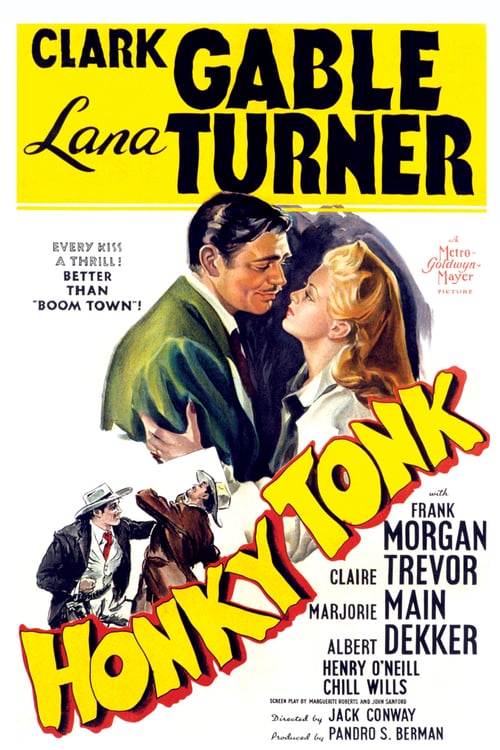 CLARK GABLE
Lana TURNER
EVERY KISS
A THRILL!
BETTER
THAN
"BOOM TOWN"!
A
Metro-
Goldwyn-
Mayer
PICTURE
HONKY TONK
with
FRANK
MORGAN
CLAIRE TREVOR
MARJORIE MAIN
ALBERT DEKKER
HENRY O'NEILL
CHILL WILLS
SCREEN PLAY BY MARGUERITE ROBERTS AND JOHN SANFORD
Directed by JACK CONWAY
Produced by PANDRO S. BERMAN